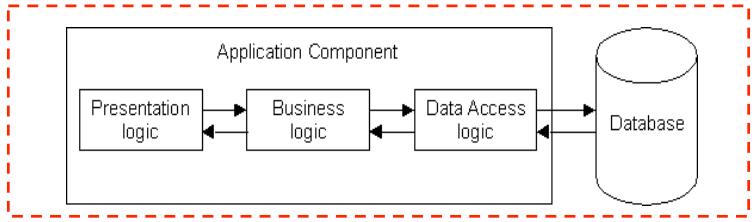 Application Component
Presentation
logic
Business
logic
Data Access
logic
Database